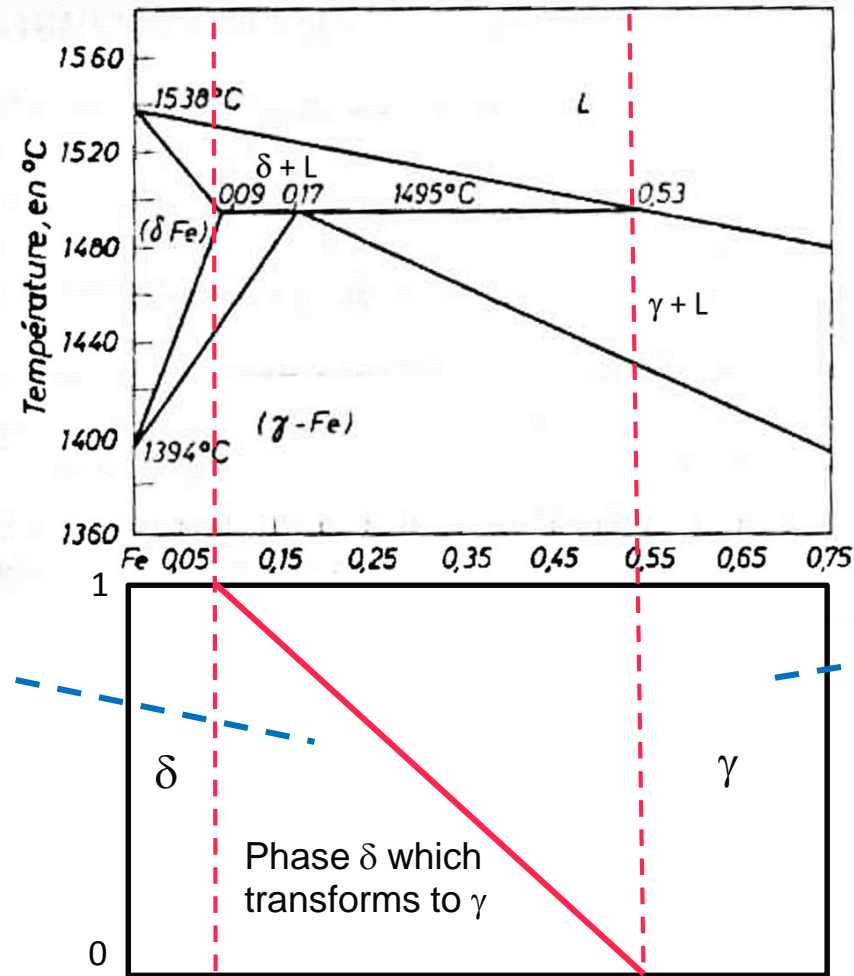 1560
1538°C
L
1520
δ + L
0,09 0,17 1495°C 0,53
(δ Fe)
1480
γ + L
1440
(γ-Fe)
1400
1394°C
1360
Température, en °C
Fe 0,05 0,15 0,25 0,35 0,45 0,55 0,65 0,75
1
δ
γ
Phase δ which
transforms to γ
0